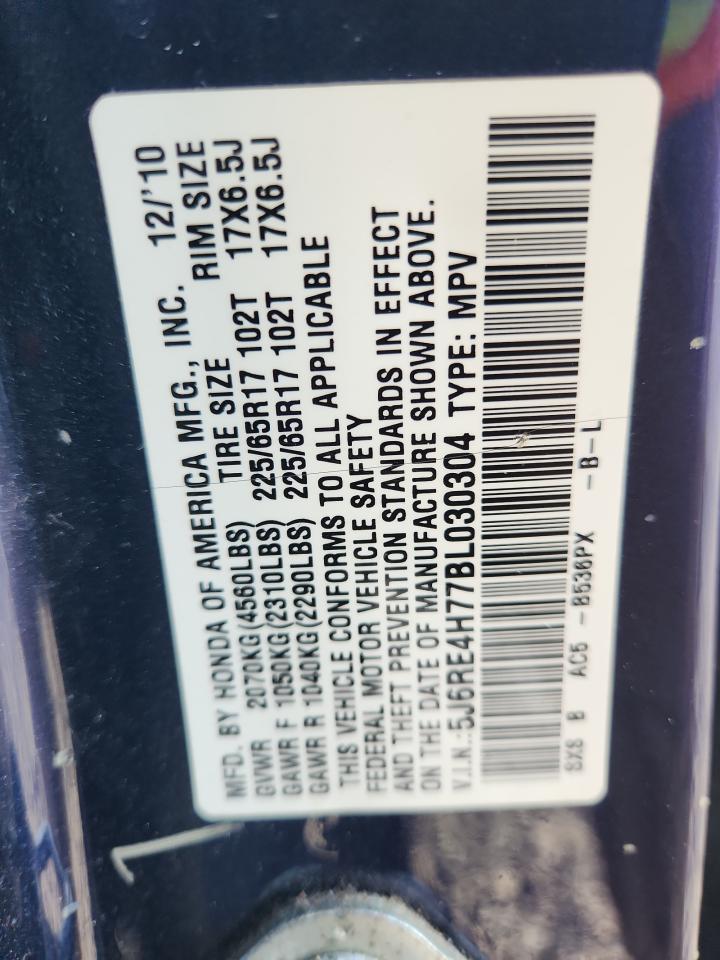 MFD. BY HONDA OF AMERICA MFG., INC. 12/'10
GVWR 2070KG(4560LBS) TIRE SIZE RIM SIZE
GAWR F 1050KG(2310LBS) 225/65R17 102T 17X6.5J
GAWR R 1040KG(2290LBS) 225/65R17 102T 17X6.5J
THIS VEHICLE CONFORMS TO ALL APPLICABLE
FEDERAL MOTOR VEHICLE SAFETY
AND THEFT PREVENTION STANDARDS IN EFFECT
ON THE DATE OF MANUFACTURE SHOWN ABOVE.
V.I.N.:5J6RE4H77BL030304 TYPE: MPV
SXS B AC5 -B536PX -B-L